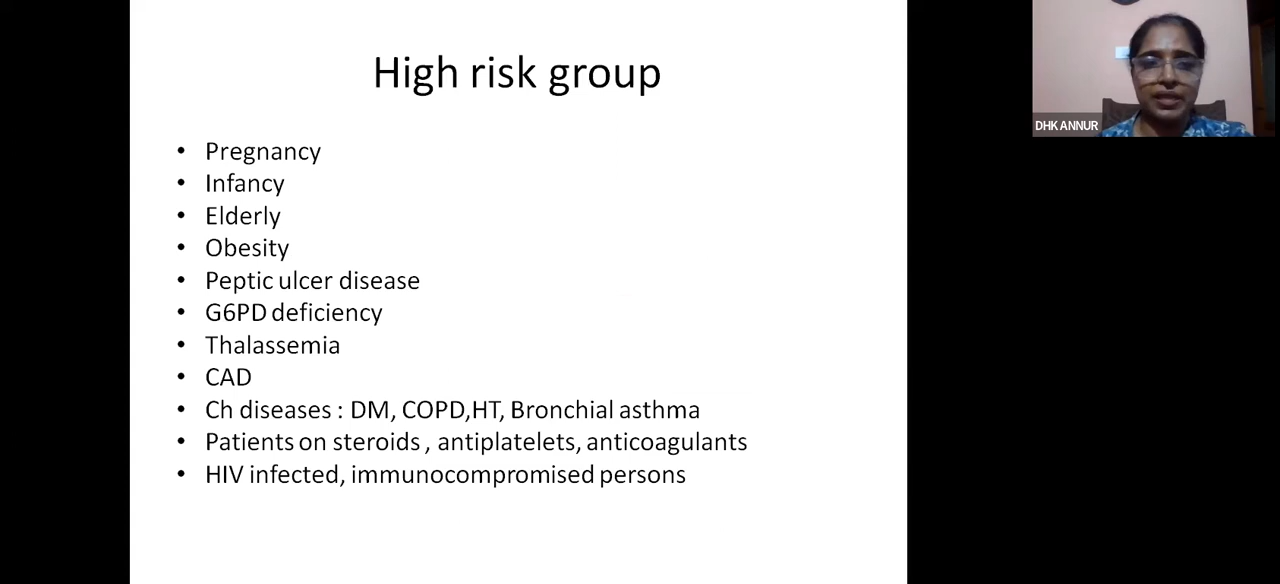 High risk group
• Pregnancy
• Infancy
• Elderly
• Obesity
• Peptic ulcer disease
• G6PD deficiency
• Thalassemia
• CAD
• Ch diseases : DM, COPD,HT, Bronchial asthma
• Patients on steroids , antiplatelets, anticoagulants
• HIV infected, immunocompromised persons
DHK ANNUR